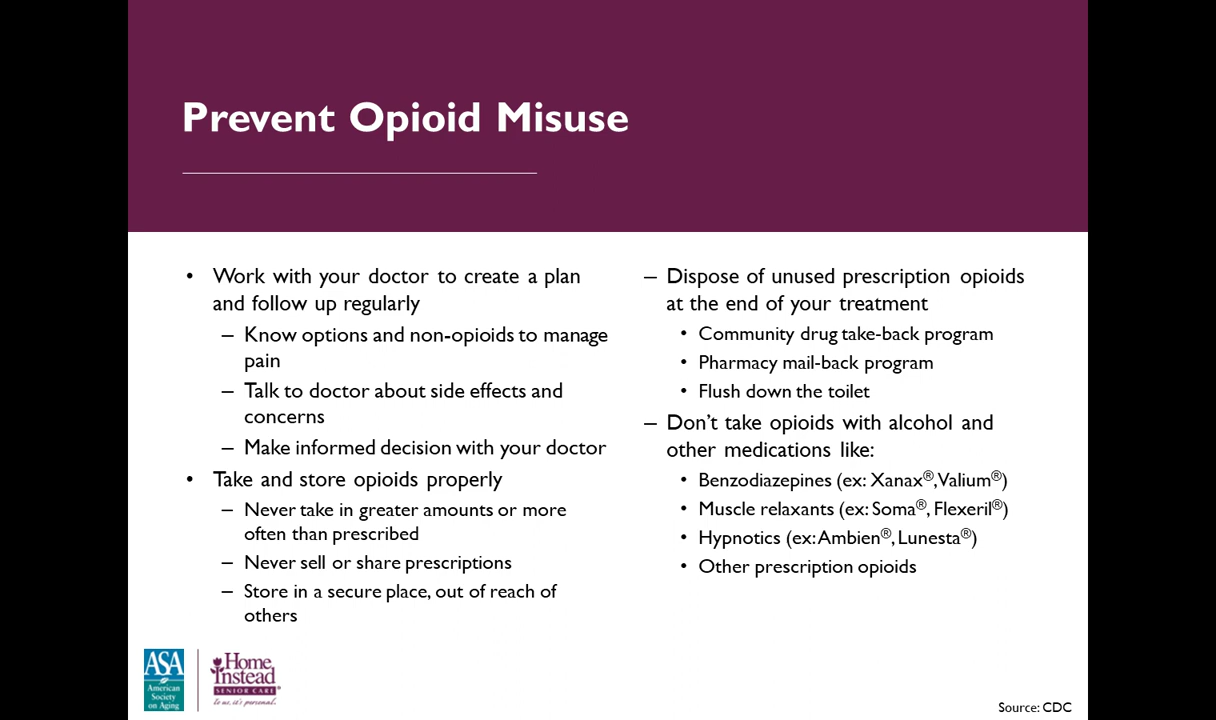 Prevent Opioid Misuse
• Work with your doctor to create a plan
and follow up regularly
– Know options and non-opioids to manage
pain
– Talk to doctor about side effects and
concerns
– Make informed decision with your doctor
• Take and store opioids properly
– Never take in greater amounts or more
often than prescribed
– Never sell or share prescriptions
– Store in a secure place, out of reach of
others
– Dispose of unused prescription opioids
at the end of your treatment
• Community drug take-back program
• Pharmacy mail-back program
• Flush down the toilet
– Don’t take opioids with alcohol and
other medications like:
• Benzodiazepines (ex: Xanax®, Valium®)
• Muscle relaxants (ex: Soma®, Flexeril®)
• Hypnotics (ex: Ambien®, Lunesta®)
• Other prescription opioids
ASA
American
Society
on Aging
Home
Instead
SENIOR CARE®
to us, it's personal.
Source: CDC